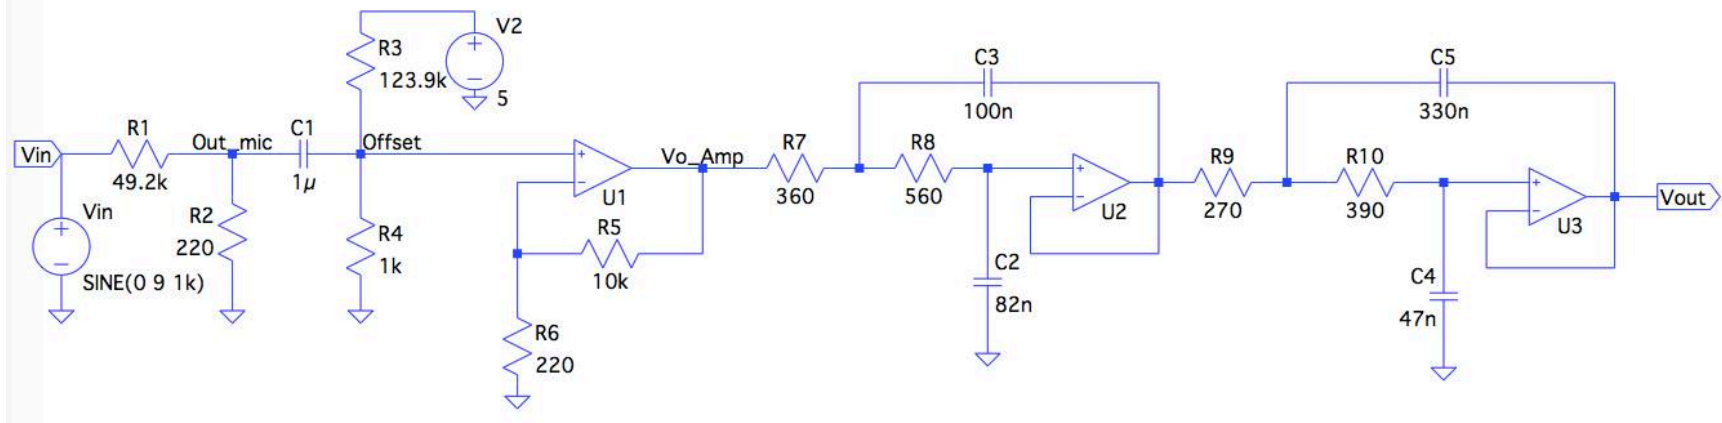 Vin
Vin
SINE(0 9 1k)
R1
49.2k
Out_mic
R2
220
C1
1µ
R3
123.9k
V2
5
Offset
R4
1k
+
−
U1
R5
10k
R6
220
Vo_Amp
R7
360
R8
560
C3
100n
C2
82n
+
−
U2
R9
270
R10
390
C5
330n
C4
47n
+
−
U3
Vout